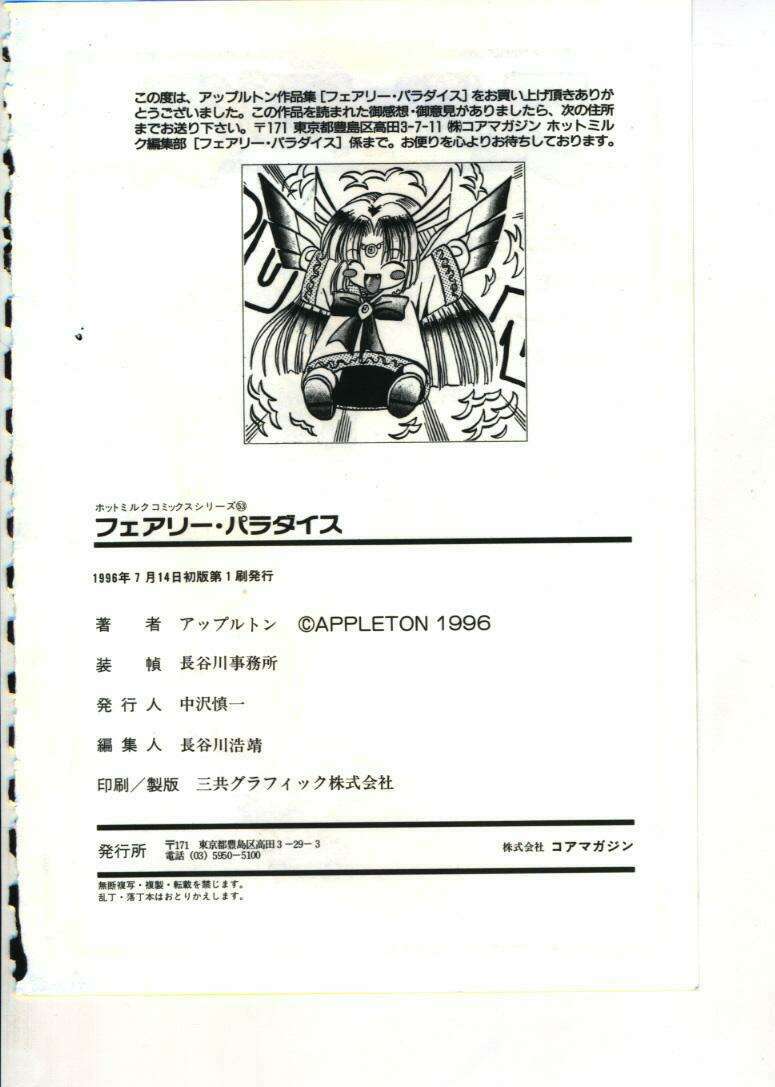 この度は、アップルトン作品集[フェアリー・パラダイス]をお買い上げ頂きありが
とうございました。この作品を読まれた御感想・御意見がありましたら、次の住所
までお送り下さい。〒171 東京都豊島区高田3-7-11 ㈱コアマガジン ホットミル
ク編集部 [フェアリー・パラダイス] 係まで。お便りを心よりお待ちしております。
ホットミルクコミックスシリーズ㊾
フェアリー・パラダイス
1996年7月14日初版第1刷発行
著 者 アップルトン ©APPLETON 1996
装 幀 長谷川事務所
発行人 中沢慎一
編集人 長谷川浩靖
印刷／製版 三共グラフィック株式会社
発行所 〒171 東京都豊島区高田3-29-3 株式会社 コアマガジン
電話 (03) 5950-5100
無断複写・複製・転載を禁じます。
乱丁・落丁本はおとりかえします。